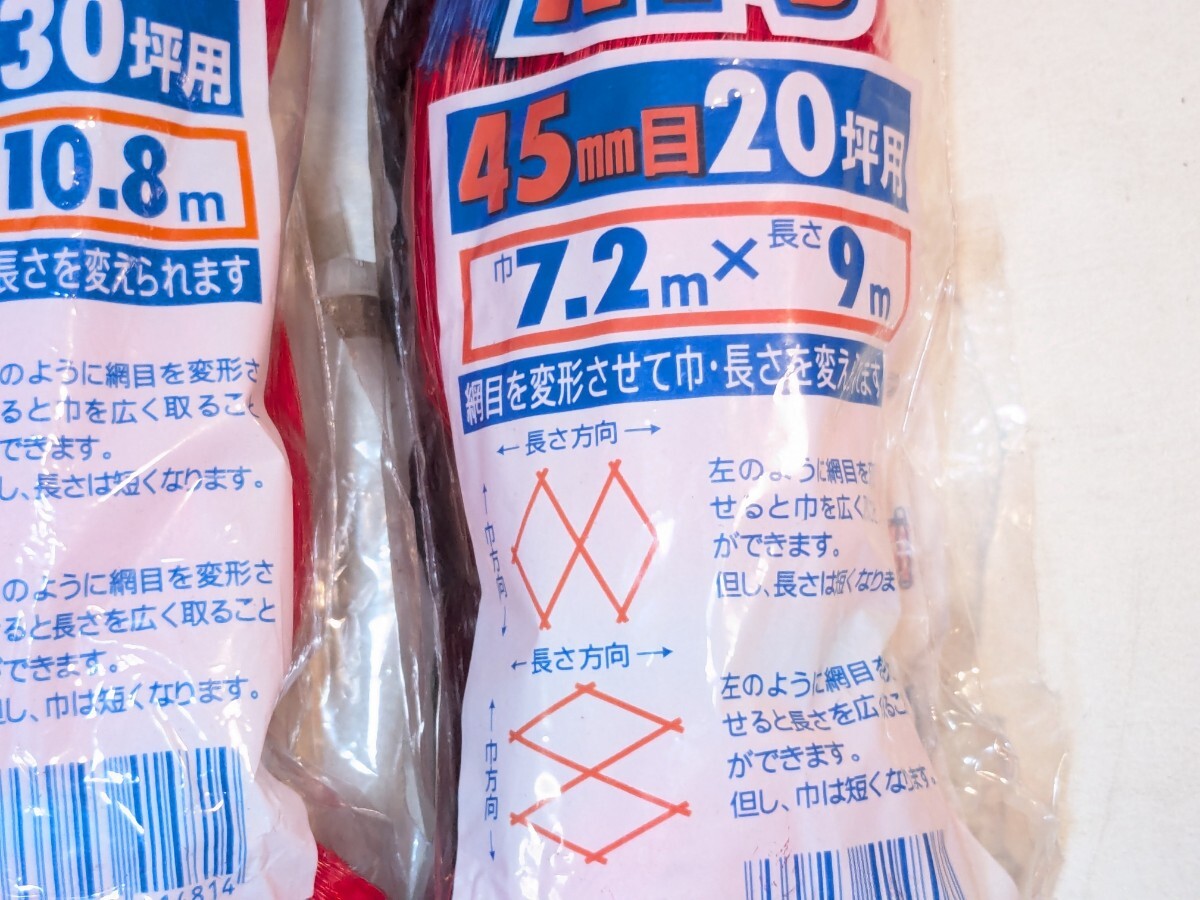 30坪用
10.8m
長さを変えられます
のように網目を変形さ
ると巾を広く取ること
できます。
し、長さは短くなります。
のように網目を変形さ
ると長さを広く取ること
できます。
但し、巾は短くなります。
14814
45mm目20坪用
巾7.2m×長さ9m
網目を変形させて巾・長さを変えれます
←長さ方向→
←巾方向→
左のように網目を
せると巾を広く
ができます。
但し、長さは短くなりま
←長さ方向→
←巾方向→
左のように網目を
せると長さを広 こ
ができます。
但し、巾は短くなります。